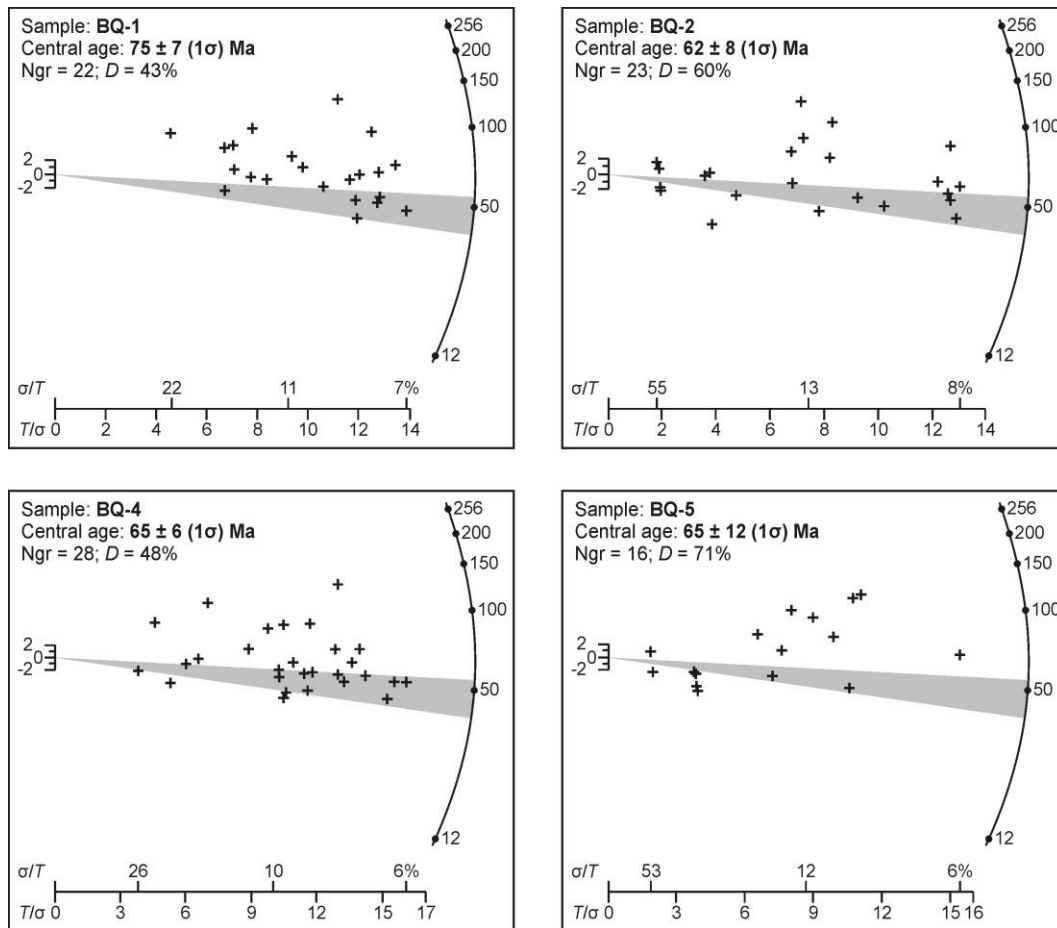 Sample: BQ-1
Central age: 75 ± 7 (1σ) Ma
Ngr = 22; D = 43%
256
200
150
100
50
12
2
0
-2
σ/T 22 11 7%
T/σ 0 2 4 6 8 10 12 14
Sample: BQ-2
Central age: 62 ± 8 (1σ) Ma
Ngr = 23; D = 60%
256
200
150
100
50
12
2
0
-2
σ/T 55 13 8%
T/σ 0 2 4 6 8 10 12 14
Sample: BQ-4
Central age: 65 ± 6 (1σ) Ma
Ngr = 28; D = 48%
256
200
150
100
50
12
2
0
-2
σ/T 26 10 6%
T/σ 0 3 6 9 12 15 17
Sample: BQ-5
Central age: 65 ± 12 (1σ) Ma
Ngr = 16; D = 71%
256
200
150
100
50
12
2
0
-2
σ/T 53 12 6%
T/σ 0 3 6 9 12 15 16